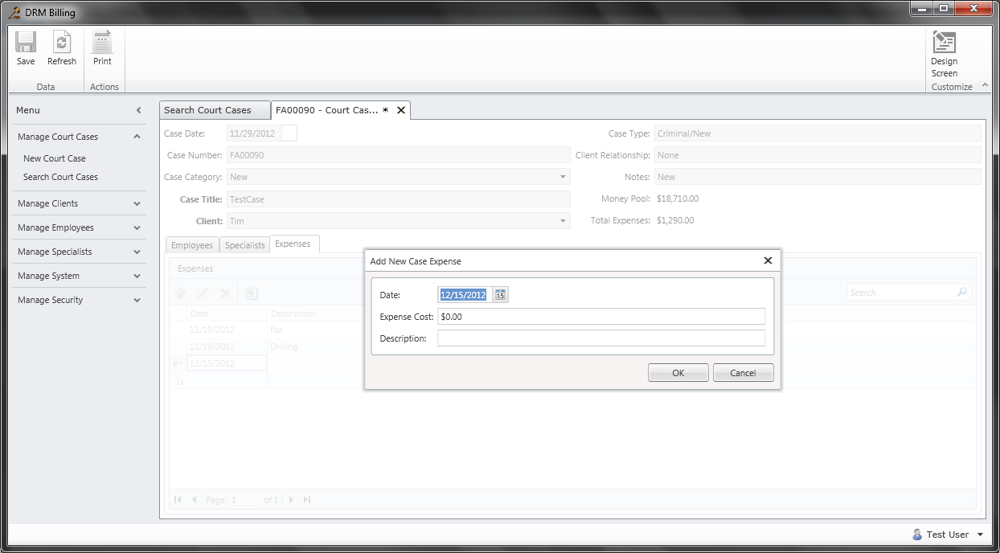 DRM Billing
Save Refresh Print Design Screen
Data Actions Customize
Menu
Manage Court Cases
New Court Case
Search Court Cases
Manage Clients
Manage Employees
Manage Specialists
Manage System
Manage Security
Search Court Cases FA00090 - Court Cas... *
Case Date: 11/29/2012 Case Type: Criminal/New
Case Number: FA00090 Client Relationship: None
Case Category: New Notes: New
Case Title: TestCase Money Pool: $18,710.00
Client: Tim Total Expenses: $1,290.00
Employees Specialists Expenses
Expenses
Search
Date Description
11/19/2012 Fax
11/19/2012 Driving
12/15/2012
Add New Case Expense
Date: 12/15/2012 15
Expense Cost: $0.00
Description:
OK Cancel
Page 1 of 1
Test User